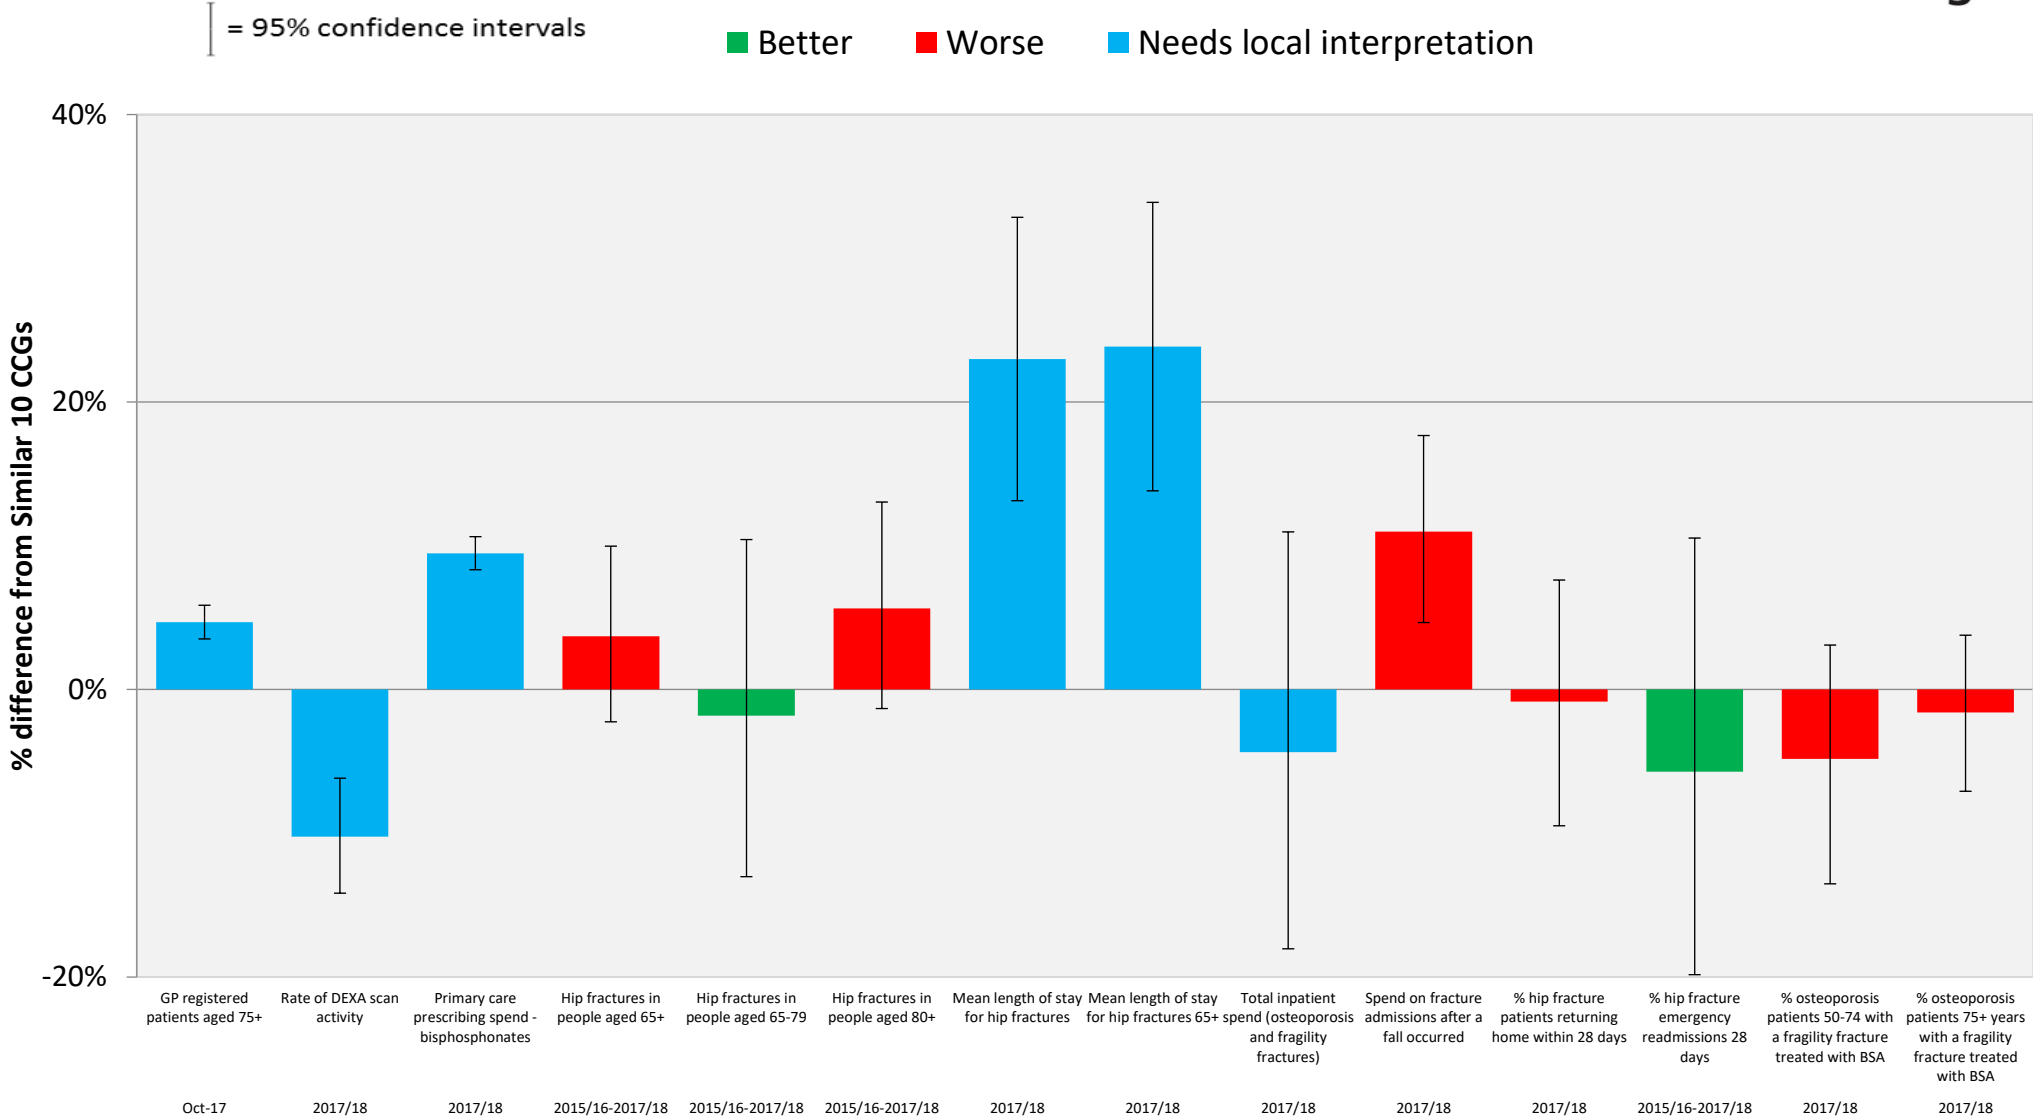 = 95% confidence intervals
Better Worse Needs local interpretation
% difference from Similar 10 CCGs
40%
20%
0%
-20%
GP registered
patients aged 75+
Oct-17
Rate of DEXA scan
activity
2017/18
Primary care
prescribing spend -
bisphosphonates
2017/18
Hip fractures in
people aged 65+
2015/16-2017/18
Hip fractures in
people aged 65-79
2015/16-2017/18
Hip fractures in
people aged 80+
2015/16-2017/18
Mean length of stay
for hip fractures
2017/18
Mean length of stay
for hip fractures 65+
2017/18
Total inpatient
spend (osteoporosis
and fragility
fractures)
2017/18
Spend on fracture
admissions after a
fall occurred
2017/18
% hip fracture
patients returning
home within 28 days
2017/18
% hip fracture
emergency
readmissions 28
days
2015/16-2017/18
% osteoporosis
patients 50-74 with
a fragility fracture
treated with BSA
2017/18
% osteoporosis
patients 75+ years
with a fragility
fracture treated
with BSA
2017/18